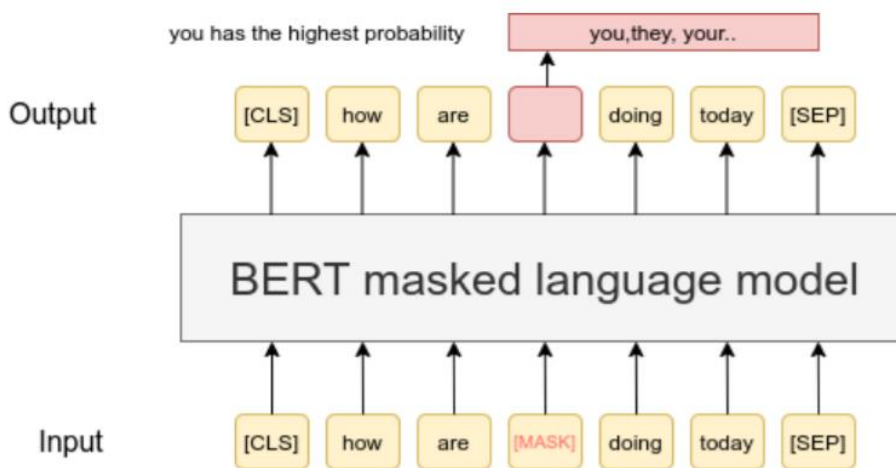 you has the highest probability
you,they, your..
Output
[CLS] how are doing today [SEP]
BERT masked language model
Input
[CLS] how are [MASK] doing today [SEP]